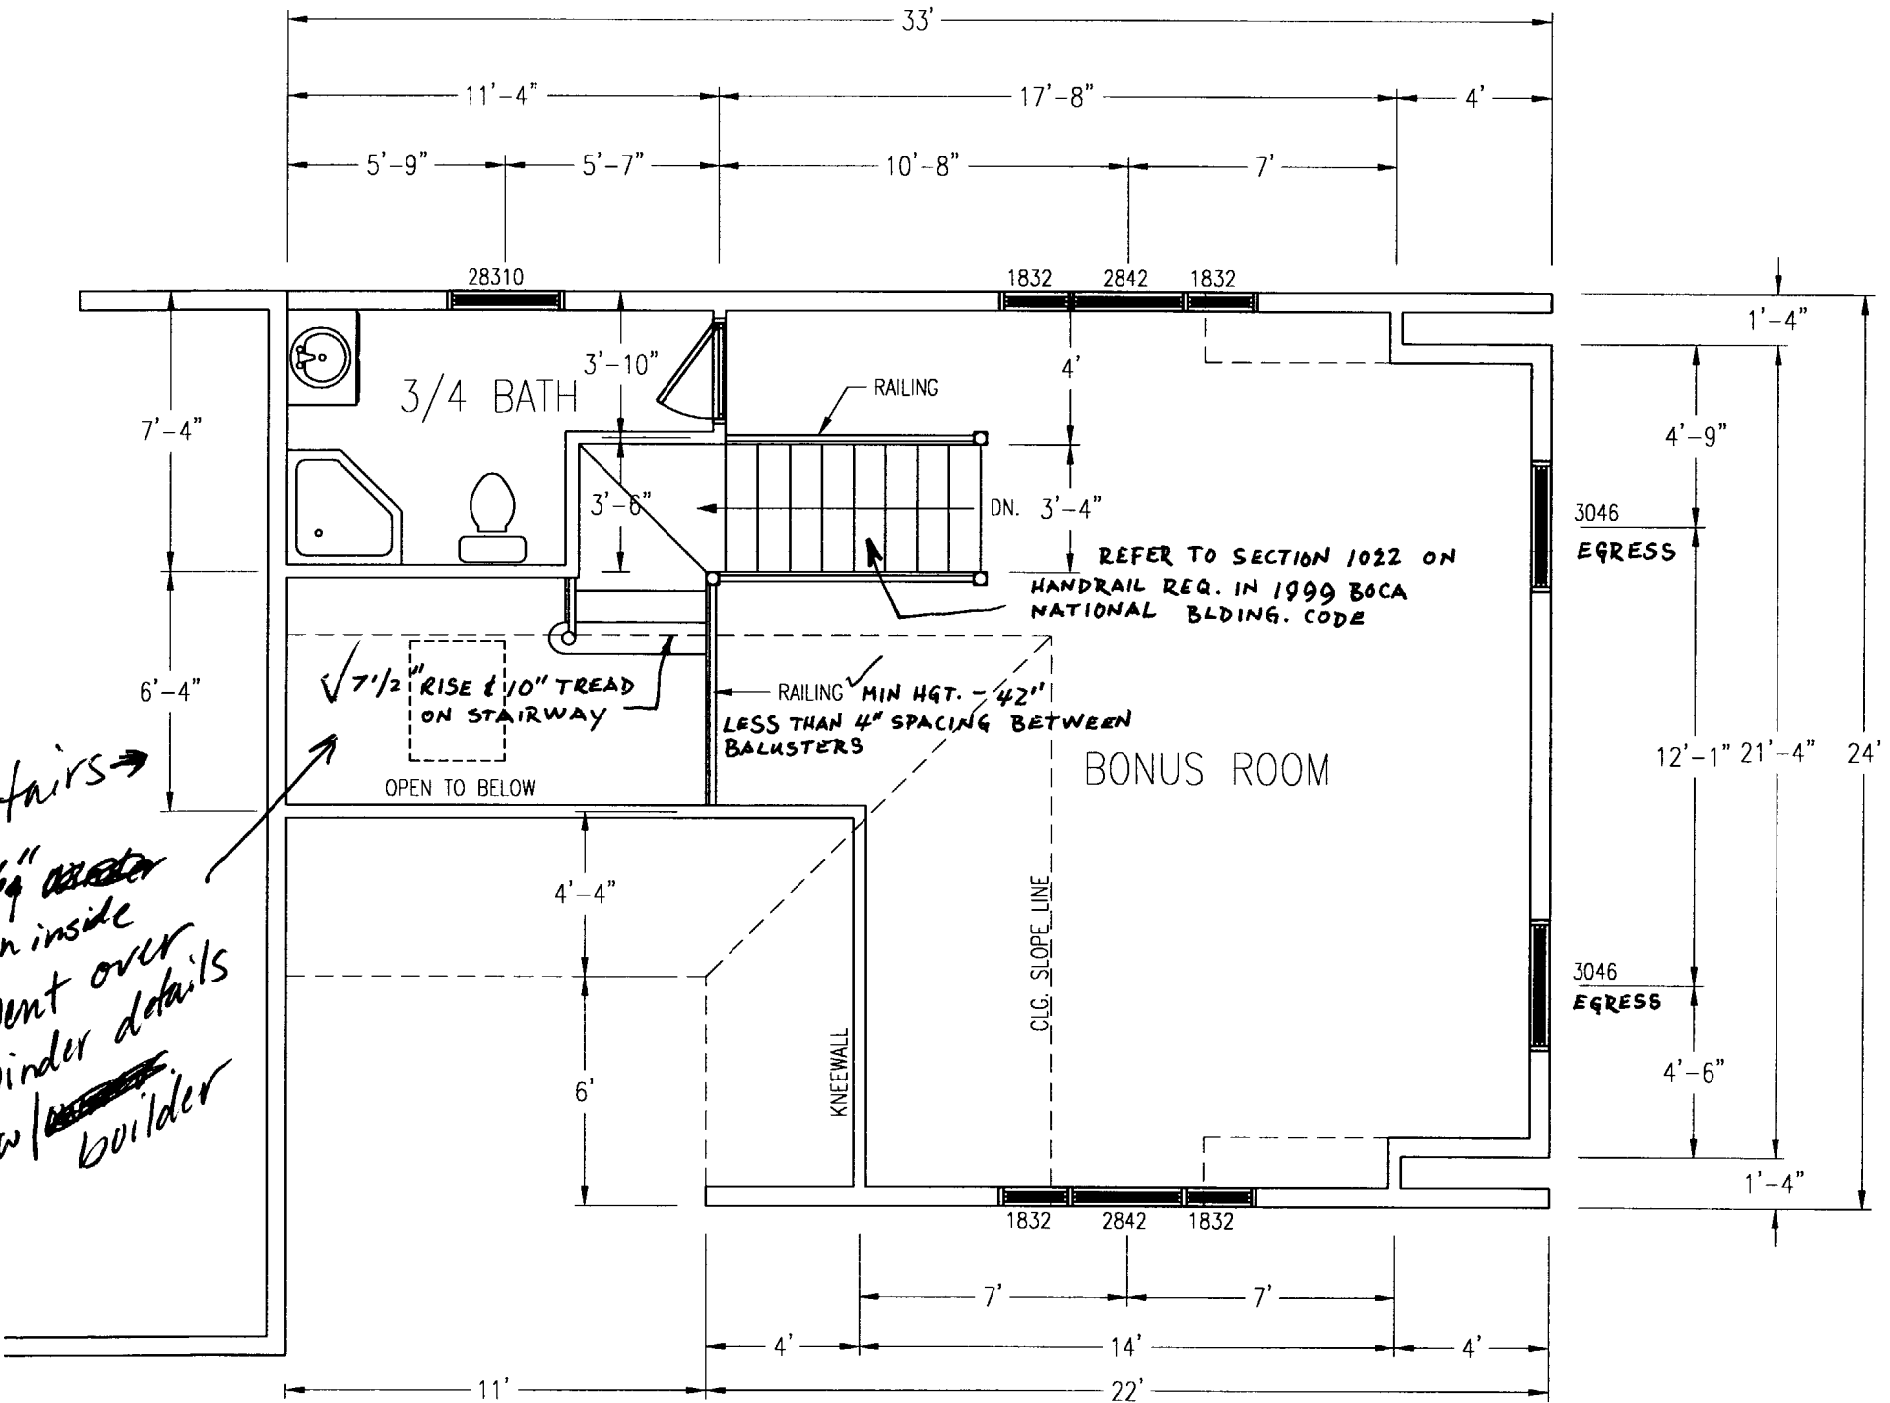 33'
11'-4" 17'-8" 4'
5'-9" 5'-7" 10'-8" 7'
28310 1832 2842 1832
1'-4"
3'-10" 4'
RAILING
3/4 BATH
7'-4" 4'-9"
3'-6" DN. 3'-4"
3046
EGRESS
REFER TO SECTION 1022 ON
HANDRAIL REQ. IN 1999 BOCA
NATIONAL BLDING. CODE
6'-4"
√ 7 1/2" RISE & 10" TREAD
ON STAIRWAY
RAILING √ MIN HGT. - 42"
LESS THAN 4" SPACING BETWEEN
BALUSTERS
BONUS ROOM
12'-1" 21'-4" 24'
OPEN TO BELOW
inside
over
details
builder
4'-4"
CLG. SLOPE LINE
3046
EGRESS
KNEEWALL
6' 4'-6"
1'-4"
1832 2842 1832
7' 7'
4' 14' 4'
11' 22'